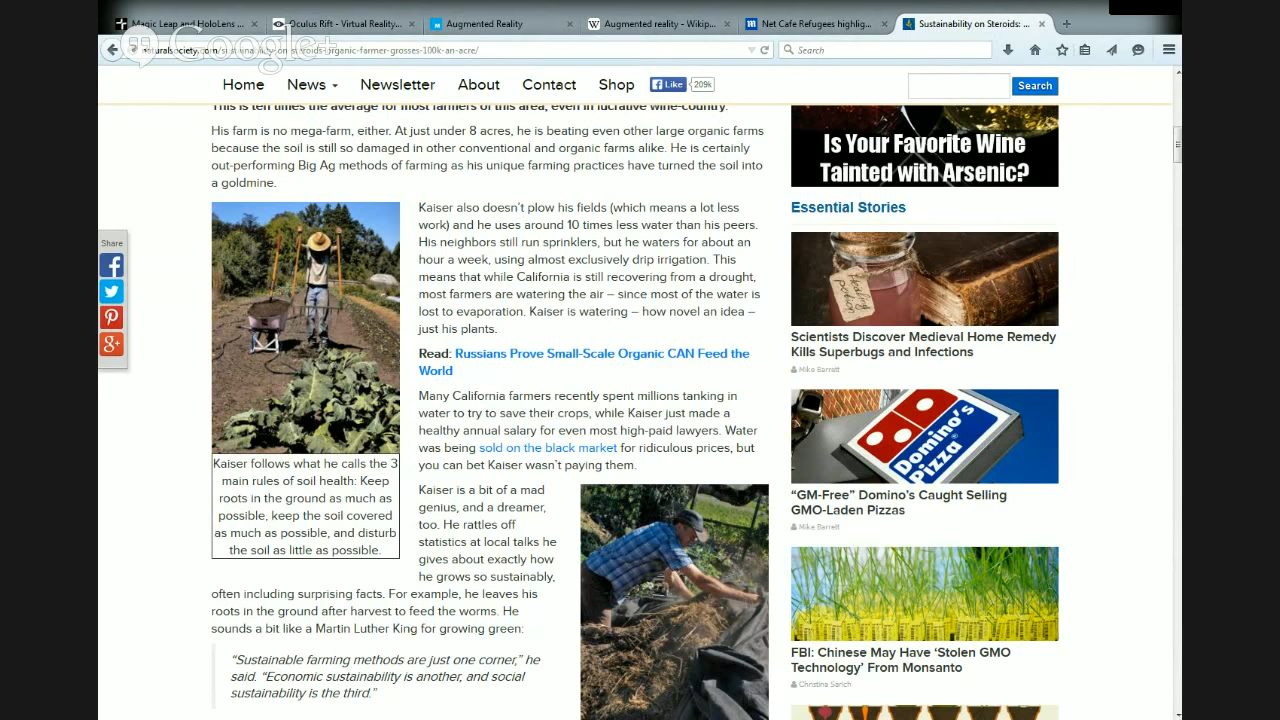 Magic Leap and HoloLens ...
Oculus Rift - Virtual Reality...
Augmented Reality
Augmented reality - Wikip...
Net Cafe Refugees highlig...
Sustainability on Steroids: ...
Google+
naturalsociety.com/sustainability-on-steroids-organic-farmer-grosses-100k-an-acre/
Search
Home
News
Newsletter
About
Contact
Shop
Like
209k
Search
This is ten times the average for most farmers of this area, even in lucrative wine-country.
His farm is no mega-farm, either. At just under 8 acres, he is beating even other large organic farms
because the soil is still so damaged in other conventional and organic farms alike. He is certainly
out-performing Big Ag methods of farming as his unique farming practices have turned the soil into
a goldmine.
Kaiser also doesn't plow his fields (which means a lot less
work) and he uses around 10 times less water than his peers.
His neighbors still run sprinklers, but he waters for about an
hour a week, using almost exclusively drip irrigation. This
means that while California is still recovering from a drought,
most farmers are watering the air – since most of the water is
lost to evaporation. Kaiser is watering – how novel an idea –
just his plants.
Read: Russians Prove Small-Scale Organic CAN Feed the
World
Many California farmers recently spent millions tanking in
water to try to save their crops, while Kaiser just made a
healthy annual salary for even most high-paid lawyers. Water
was being sold on the black market for ridiculous prices, but
you can bet Kaiser wasn't paying them.
Kaiser follows what he calls the 3
main rules of soil health: Keep
roots in the ground as much as
possible, keep the soil covered
as much as possible, and disturb
the soil as little as possible.
Kaiser is a bit of a mad
genius, and a dreamer,
too. He rattles off
statistics at local talks he
gives about exactly how
he grows so sustainably,
often including surprising facts. For example, he leaves his
roots in the ground after harvest to feed the worms. He
sounds a bit like a Martin Luther King for growing green:
“Sustainable farming methods are just one corner,” he
said. “Economic sustainability is another, and social
sustainability is the third.”
Share
Is Your Favorite Wine
Tainted with Arsenic?
Essential Stories
Healing
potion
Scientists Discover Medieval Home Remedy
Kills Superbugs and Infections
Mike Barrett
Domino's
Pizza
“GM-Free” Domino's Caught Selling
GMO-Laden Pizzas
Mike Barrett
FBI: Chinese May Have ‘Stolen GMO
Technology’ From Monsanto
Christina Sarich